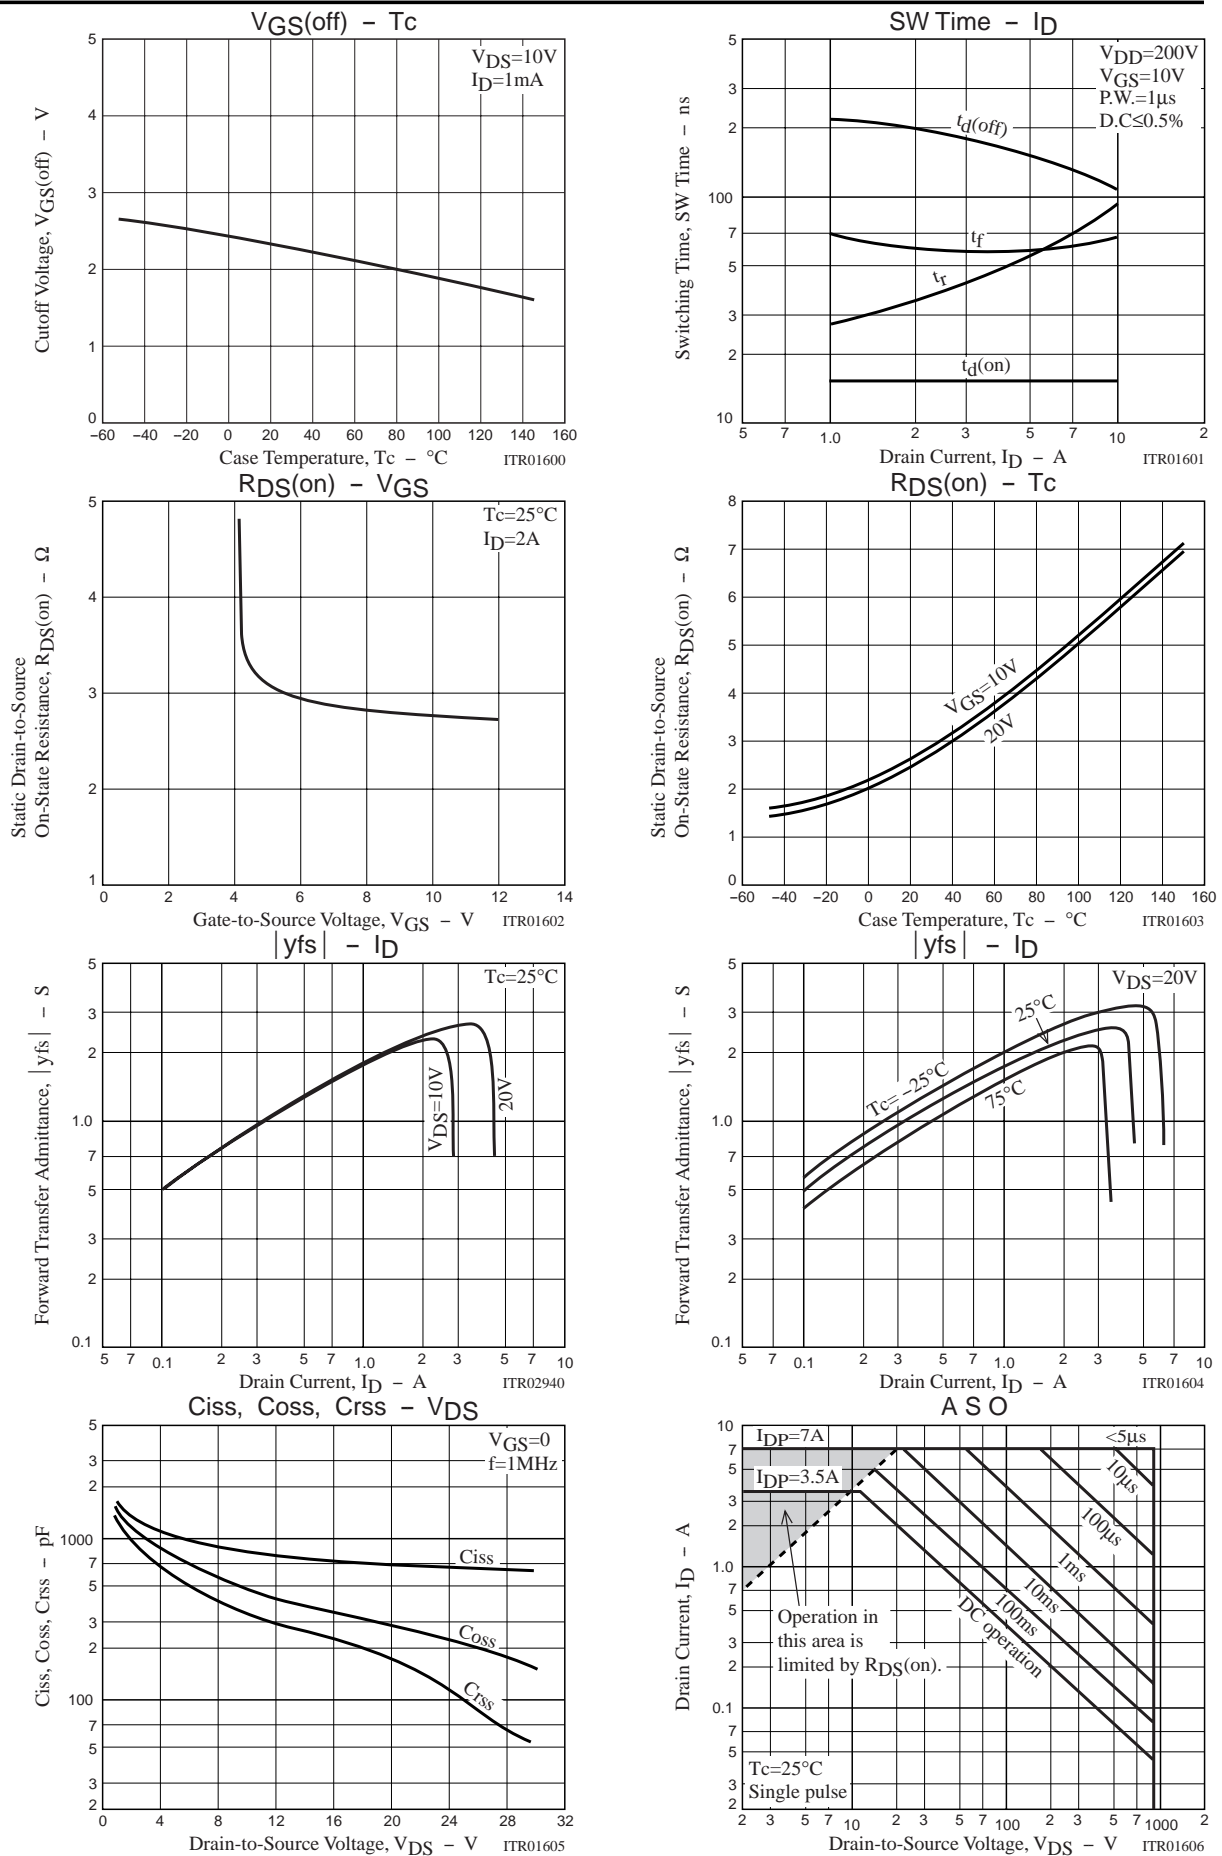 VGS(off) – Tc
VDS=10V
ID=1mA
Cutoff Voltage, VGS(off) – V
5
4
3
2
1
0
–60 –40 –20 0 20 40 60 80 100 120 140 160
Case Temperature, Tc – °C
ITR01600
SW Time – ID
VDD=200V
VGS=10V
P.W.=1µs
D.C≤0.5%
td(off)
tf
tr
td(on)
Switching Time, SW Time – ns
5
3
2
100
7
5
3
2
10
5 7 1.0 2 3 5 7 10 2
Drain Current, ID – A
ITR01601
RDS(on) – VGS
Tc=25°C
ID=2A
Static Drain-to-Source
On-State Resistance, RDS(on) – Ω
5
4
3
2
1
0 2 4 6 8 10 12 14
Gate-to-Source Voltage, VGS – V
ITR01602
RDS(on) – Tc
VGS=10V
20V
Static Drain-to-Source
On-State Resistance, RDS(on) – Ω
8
7
6
5
4
3
2
1
0
–60 –40 –20 0 20 40 60 80 100 120 140 160
Case Temperature, Tc – °C
ITR01603
|yfs| – ID
Tc=25°C
VDS=10V
20V
Forward Transfer Admittance, |yfs| – S
5
3
2
1.0
7
5
3
2
0.1
5 7 0.1 2 3 5 7 1.0 2 3 5 7 10
Drain Current, ID – A
ITR02940
|yfs| – ID
VDS=20V
25°C
Tc= –25°C
75°C
Forward Transfer Admittance, |yfs| – S
5
3
2
1.0
7
5
3
2
0.1
5 7 0.1 2 3 5 7 1.0 2 3 5 7 10
Drain Current, ID – A
ITR01604
Ciss, Coss, Crss – VDS
VGS=0
f=1MHz
Ciss
Coss
Crss
Ciss, Coss, Crss – pF
5
3
2
1000
7
5
3
2
100
7
5
3
2
0 4 8 12 16 20 24 28 32
Drain-to-Source Voltage, VDS – V
ITR01605
A S O
IDP=7A
<5µs
IDP=3.5A
10µs
100µs
1ms
10ms
100ms
DC operation
Operation in
this area is
limited by RDS(on).
Tc=25°C
Single pulse
Drain Current, ID – A
10
7
5
3
2
1.0
7
5
3
2
0.1
7
5
3
2
2 3 5 7 10 2 3 5 7 100 2 3 5 7 1000 2
Drain-to-Source Voltage, VDS – V
ITR01606